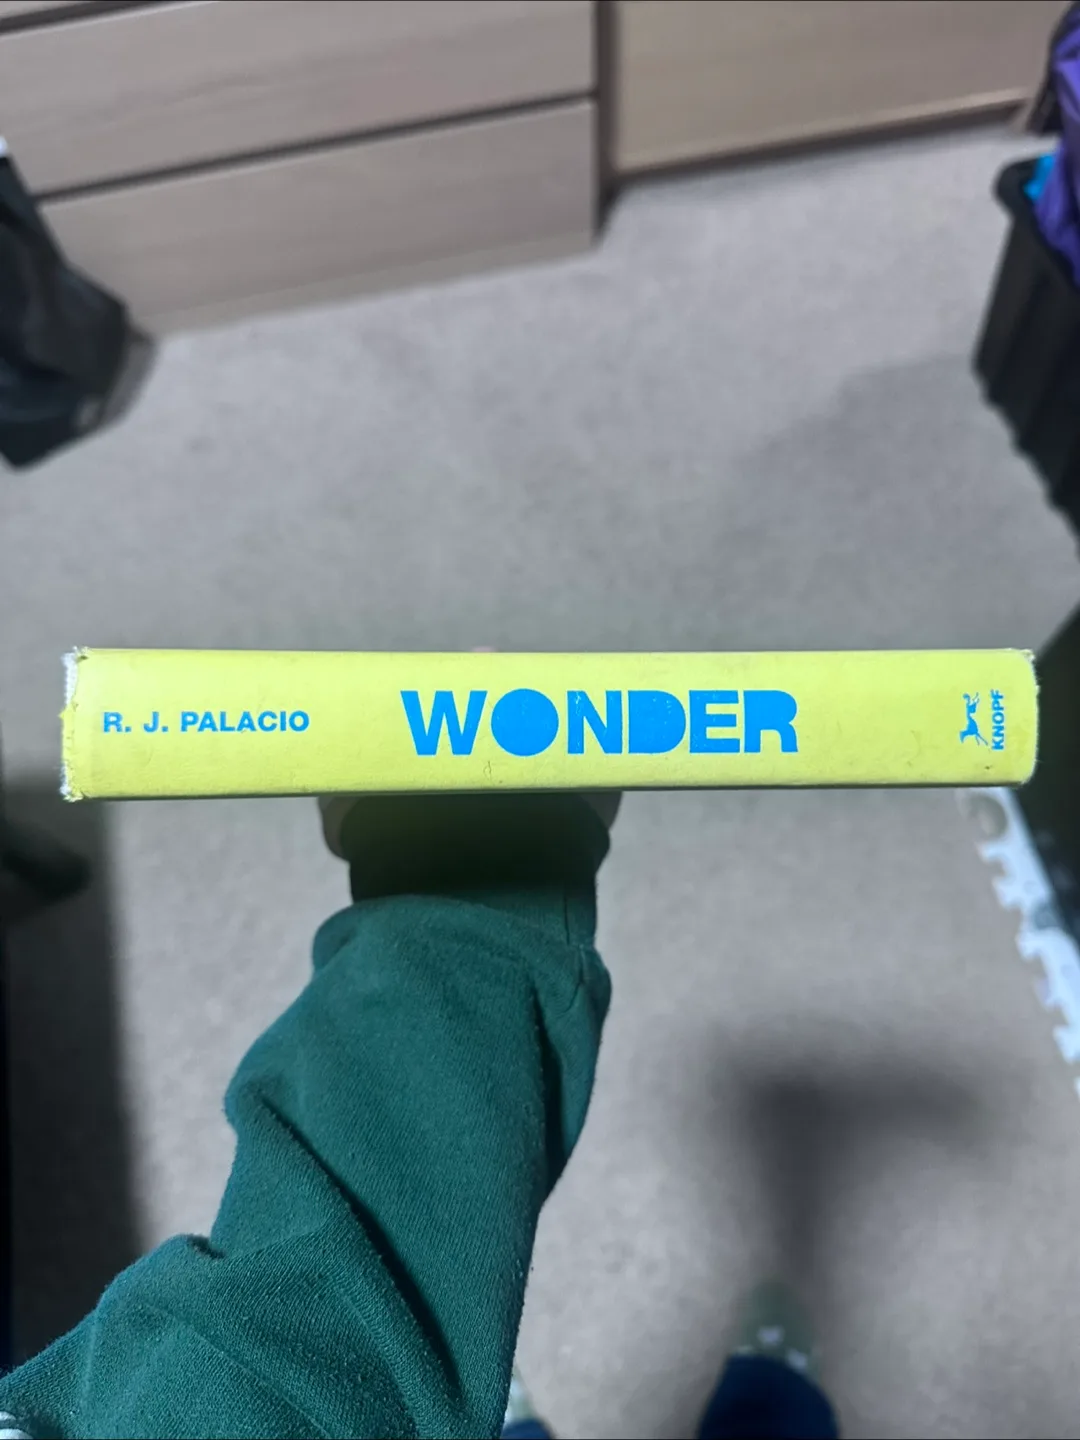 R. J. PALACIO
WONDER
KNOPF